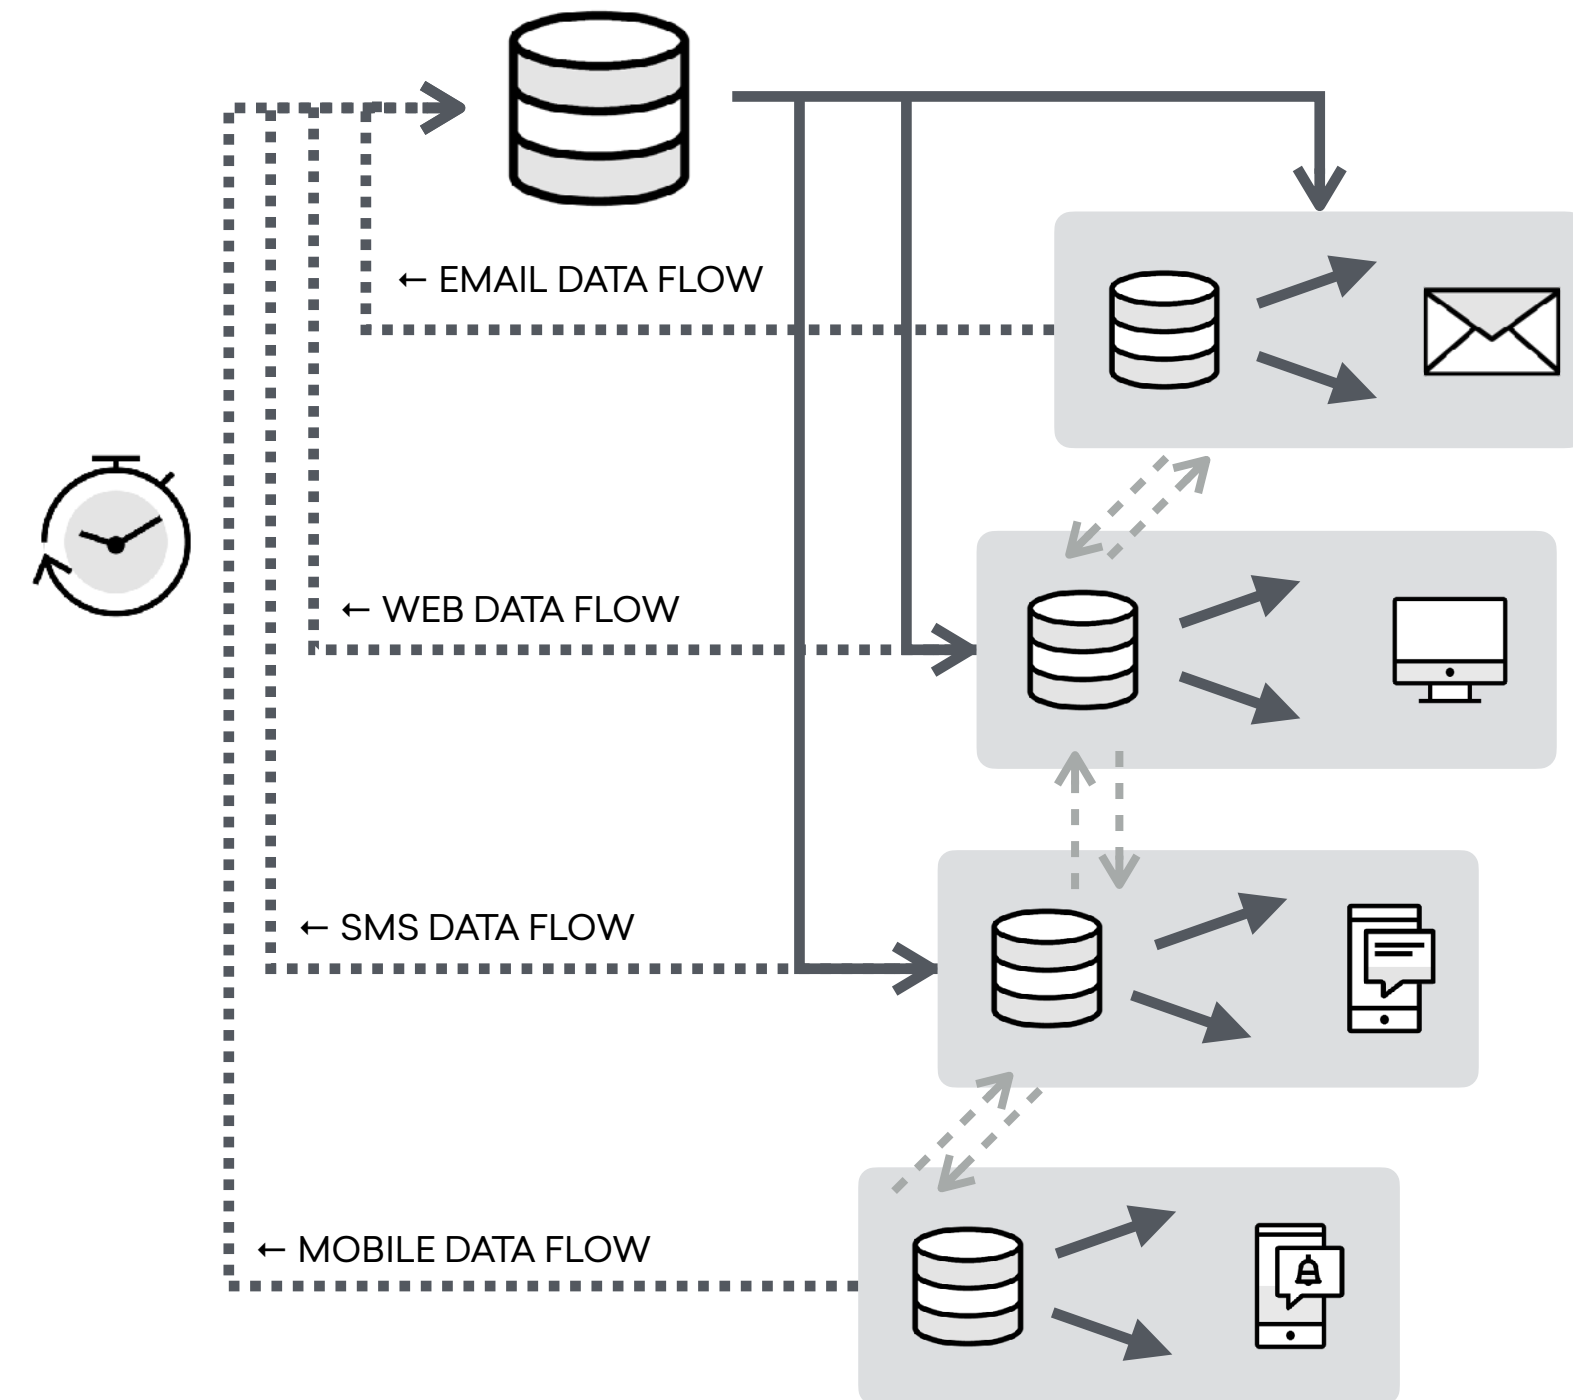 ← EMAIL DATA FLOW
← WEB DATA FLOW
← SMS DATA FLOW
← MOBILE DATA FLOW